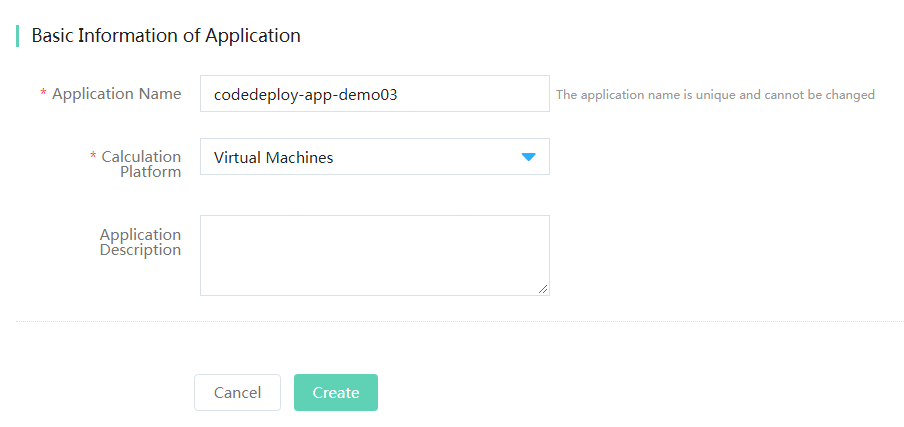 Basic Information of Application
* Application Name
codedeploy-app-demo03
The application name is unique and cannot be changed
* Calculation
Platform
Virtual Machines
Application
Description
Cancel
Create